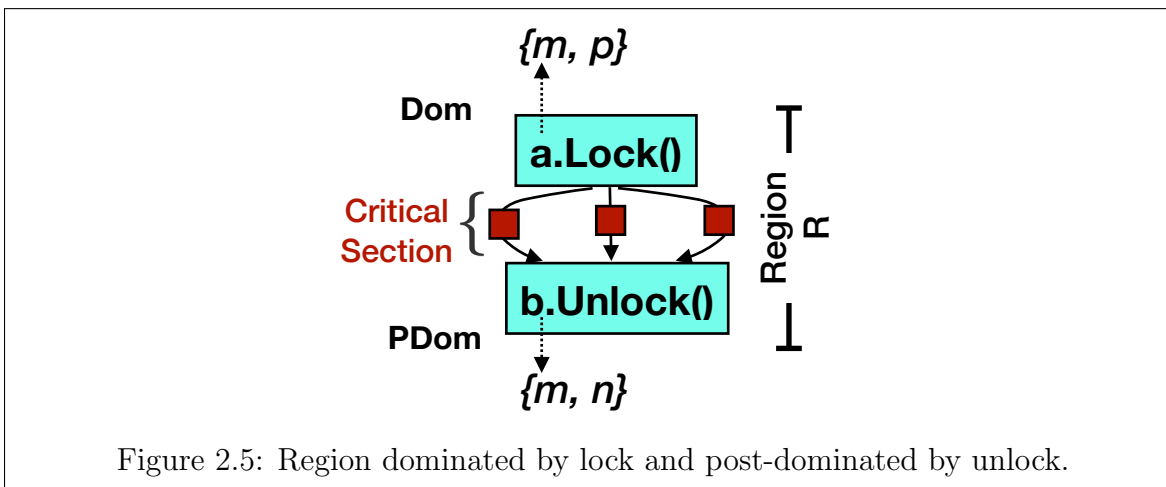 {m, p}
Dom
a.Lock()
Critical
Section
{
Region
R
b.Unlock()
PDom
{m, n}
Figure 2.5: Region dominated by lock and post-dominated by unlock.